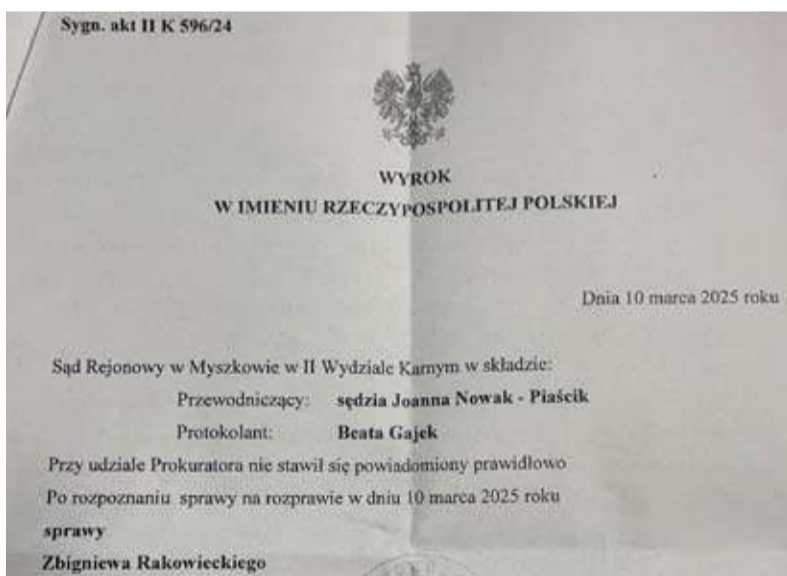 Sygn. akt II K 596/24
WYROK
W IMIENIU RZECZYPOSPOLITEJ POLSKIEJ
Dnia 10 marca 2025 roku
Sąd Rejonowy w Myszkowie w II Wydziale Karnym w składzie:
Przewodniczący: sędzia Joanna Nowak - Piaścik
Protokolant: Beata Gajek
Przy udziale Prokuratora nie stawił się powiadomiony prawidłowo
Po rozpoznaniu sprawy na rozprawie w dniu 10 marca 2025 roku
sprawy
Zbigniewa Rakowieckiego